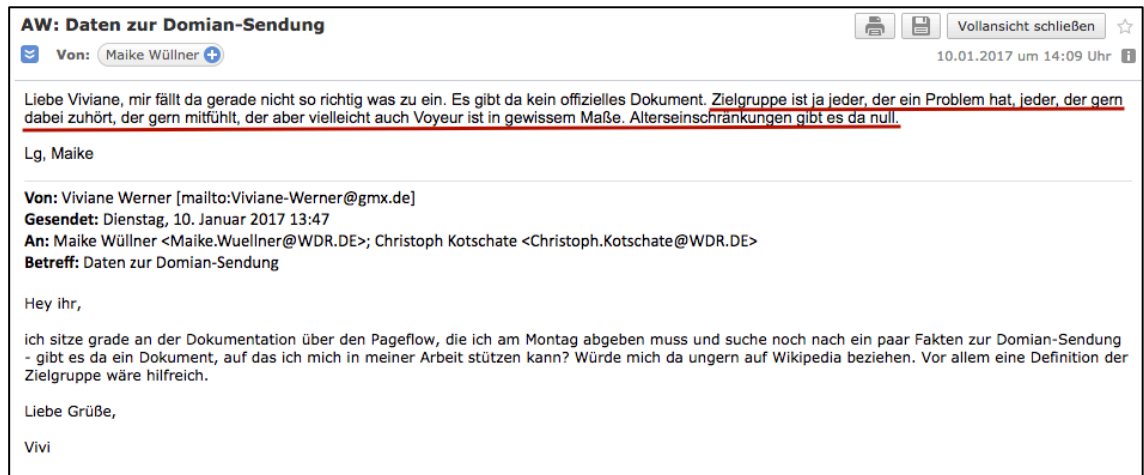 AW: Daten zur Domian-Sendung
Vollansicht schließen
Von: Maike Wüllner
10.01.2017 um 14:09 Uhr
Liebe Viviane, mir fällt da gerade nicht so richtig was zu ein. Es gibt da kein offizielles Dokument. Zielgruppe ist ja jeder, der ein Problem hat, jeder, der gern
dabei zuhört, der gern mitfühlt, der aber vielleicht auch Voyeur ist in gewissem Maße. Alterseinschränkungen gibt es da null.
Lg, Maike
Von: Viviane Werner [mailto:Viviane-Werner@gmx.de]
Gesendet: Dienstag, 10. Januar 2017 13:47
An: Maike Wüllner <Maike.Wuellner@WDR.DE>; Christoph Kotschate <Christoph.Kotschate@WDR.DE>
Betreff: Daten zur Domian-Sendung
Hey ihr,
ich sitze grade an der Dokumentation über den Pageflow, die ich am Montag abgeben muss und suche noch nach ein paar Fakten zur Domian-Sendung
- gibt es da ein Dokument, auf das ich mich in meiner Arbeit stützen kann? Würde mich da ungern auf Wikipedia beziehen. Vor allem eine Definition der
Zielgruppe wäre hilfreich.
Liebe Grüße,
Vivi